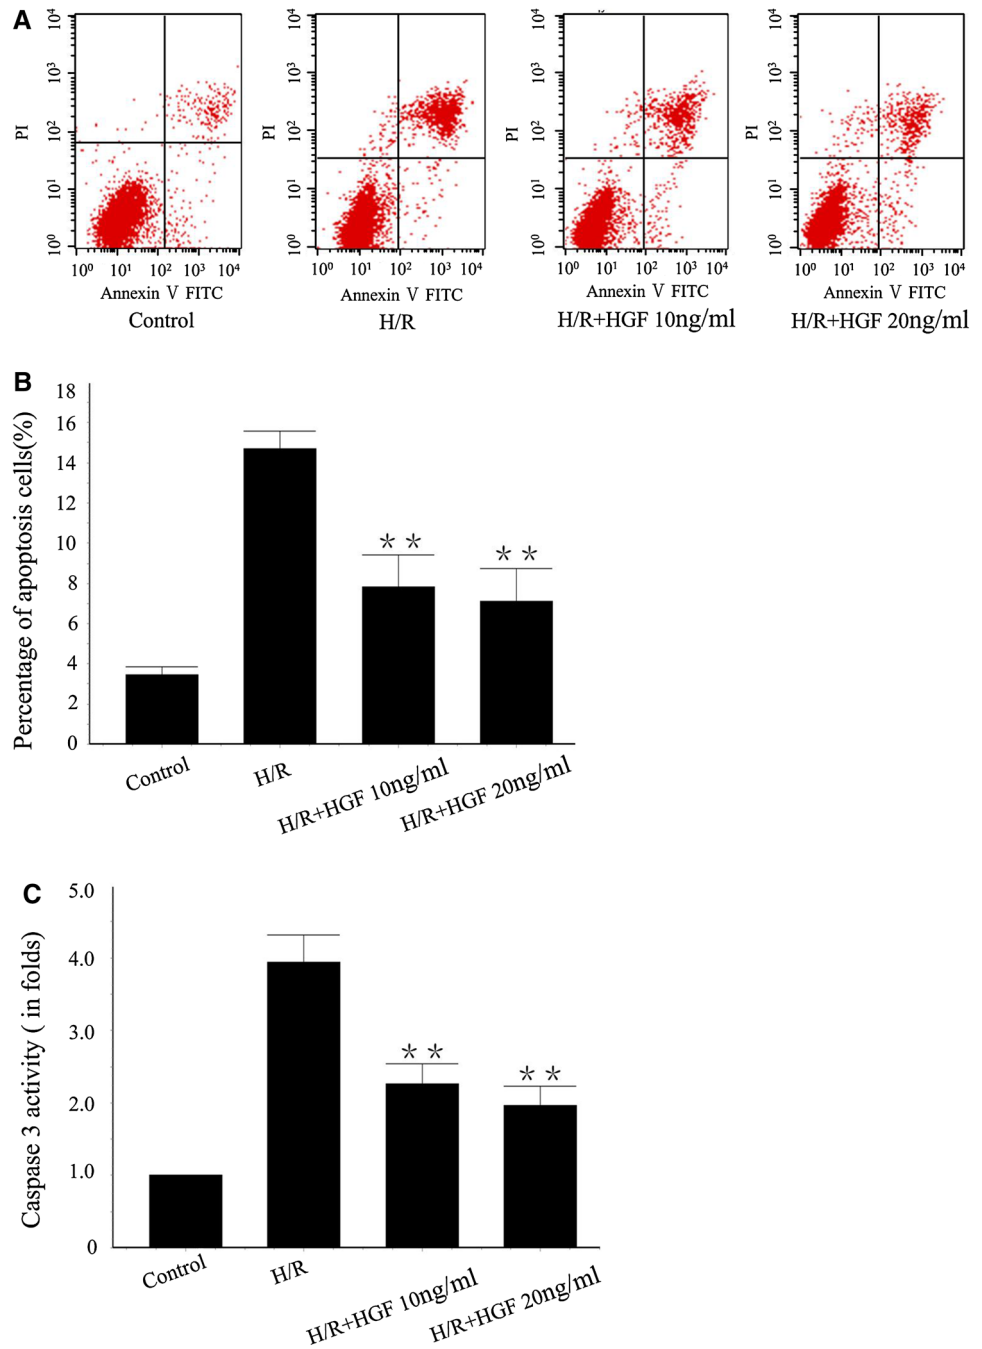 A
PI 10⁴ 10³ 10² 10¹ 10⁰
10⁰ 10¹ 10² 10³ 10⁴
Annexin V FITC
Control
PI 10⁴ 10³ 10² 10¹ 10⁰
10⁰ 10¹ 10² 10³ 10⁴
Annexin V FITC
H/R
PI 10⁴ 10³ 10² 10¹ 10⁰
10⁰ 10¹ 10² 10³ 10⁴
Annexin V FITC
H/R+HGF 10ng/ml
PI 10⁴ 10³ 10² 10¹ 10⁰
10⁰ 10¹ 10² 10³ 10⁴
Annexin V FITC
H/R+HGF 20ng/ml
B
Percentage of apoptosis cells(%)
18
16
14
12
10
8
6
4
2
0
* *
* *
Control
H/R
H/R+HGF 10ng/ml
H/R+HGF 20ng/ml
C
Caspase 3 activity ( in folds)
5.0
4.0
3.0
2.0
1.0
0
* *
* *
Control
H/R
H/R+HGF 10ng/ml
H/R+HGF 20ng/ml